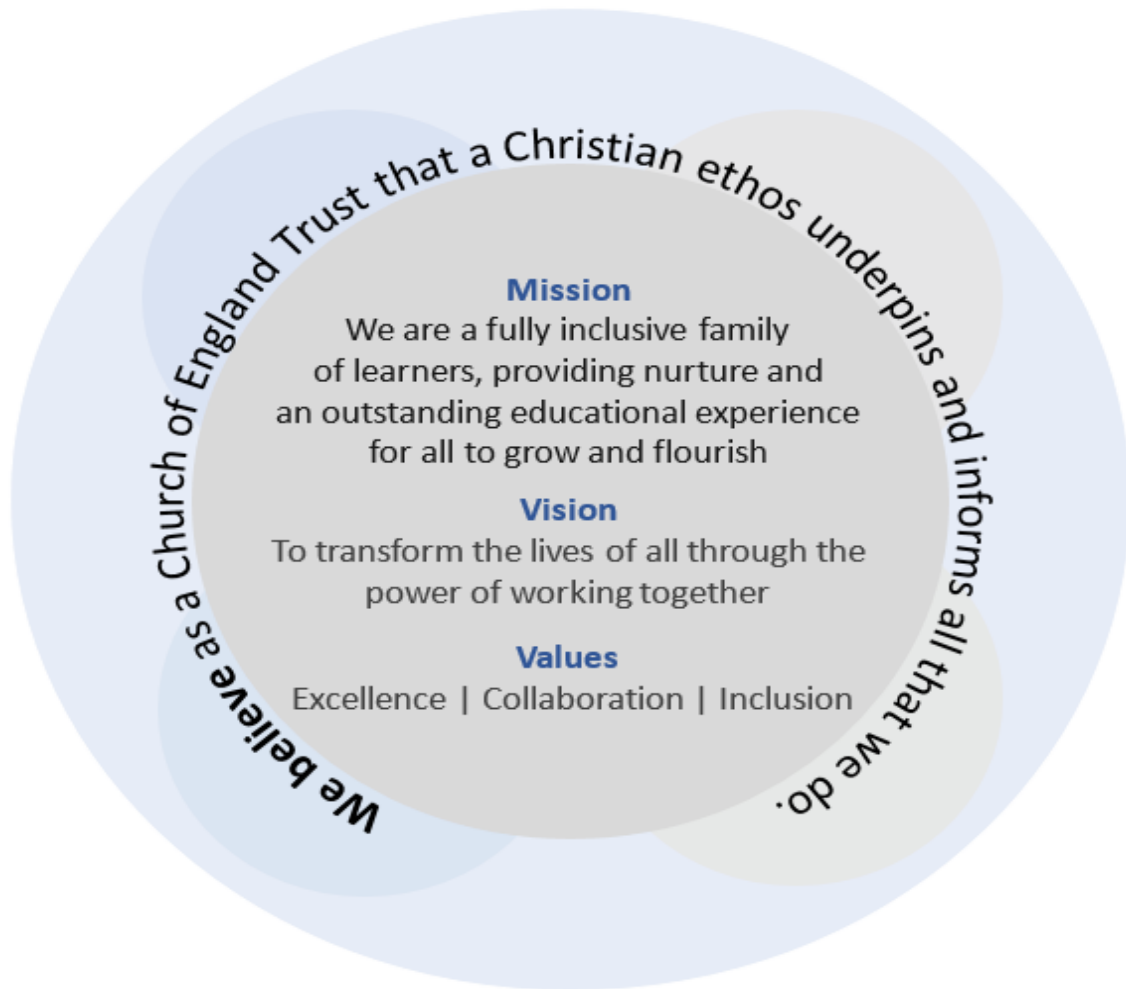 We believe as a Church of England Trust that a Christian ethos underpins and informs all that we do.
Mission
We are a fully inclusive family
of learners, providing nurture and
an outstanding educational experience
for all to grow and flourish
Vision
To transform the lives of all through the
power of working together
Values
Excellence | Collaboration | Inclusion